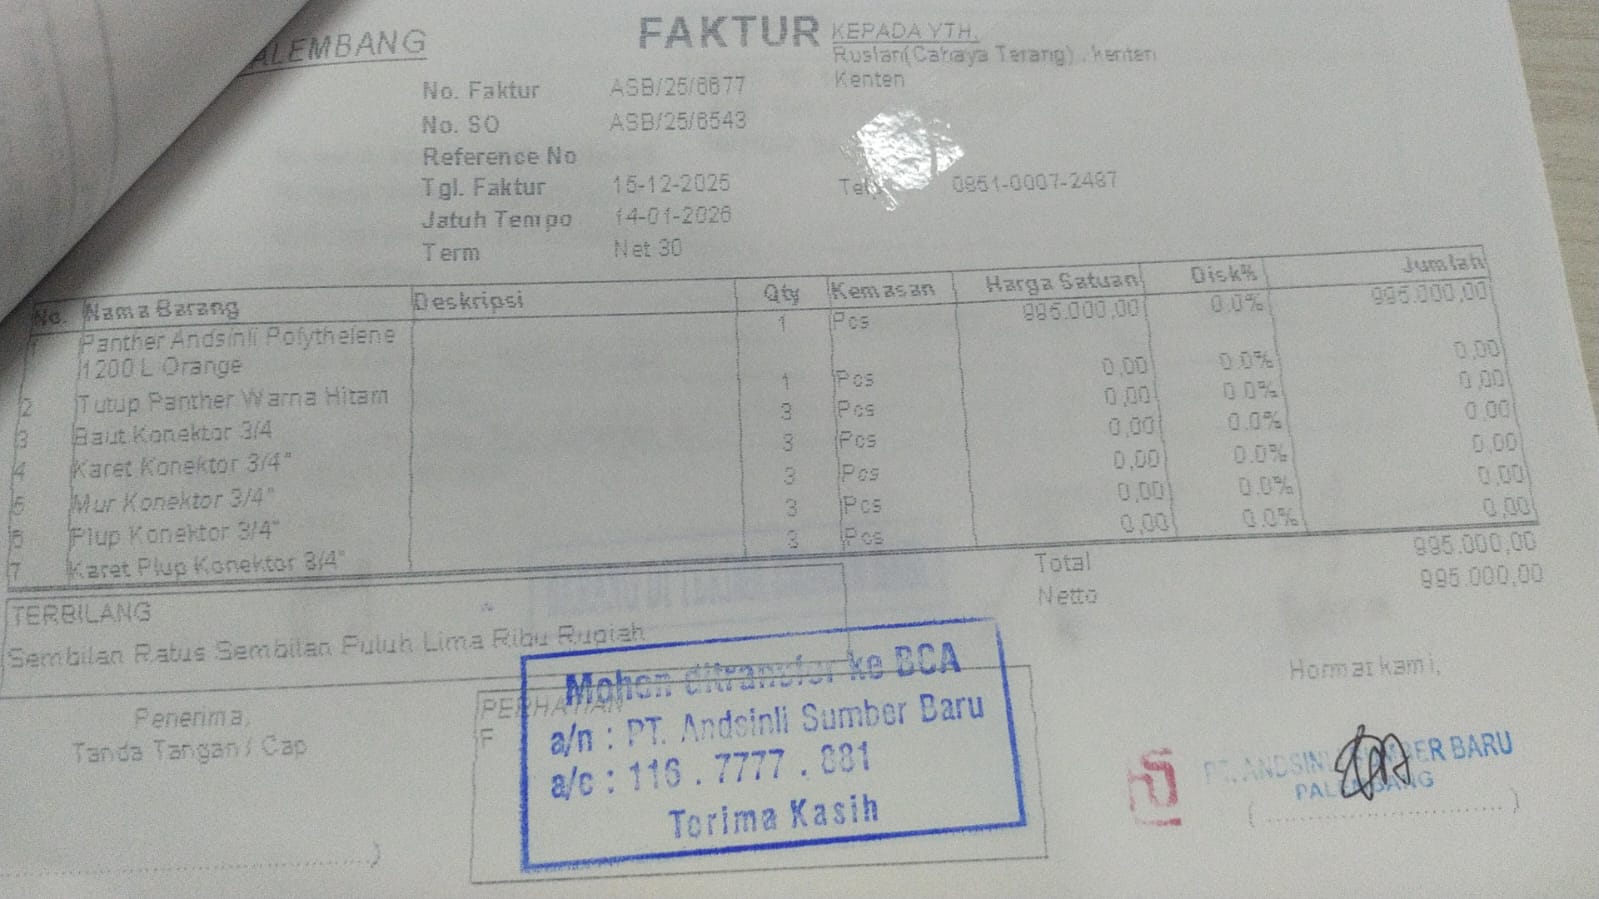 ALEMBANG
FAKTUR
KEPADA YTH.
Ruslan(Cahaya Terang) , kenten
Kenten
No. Faktur ASB/25/6677
No. SO ASB/25/6543
Reference No
Tgl. Faktur 15-12-2025
Jatuh Tempo 14-01-2026
Term Net 30
0851-0007-2487
No. Nama Barang Deskripsi Qty Kemasan Harga Satuan Disk% Jumlah
1 Panther Andsinli Polythelene 1 Pcs 995.000,00 0.0% 995.000,00
1200 L Orange
2 Tutup Panther Warna Hitam 1 Pcs 0,00 0.0% 0,00
3 Baut Konektor 3/4 3 Pcs 0,00 0.0% 0,00
4 Karet Konektor 3/4" 3 Pcs 0,00 0.0% 0,00
5 Mur Konektor 3/4" 3 Pcs 0,00 0.0% 0,00
6 Plup Konektor 3/4" 3 Pcs 0,00 0.0% 0,00
7 Karet Plup Konektor 3/4" 3 Pcs 0,00 0.0% 0,00
Total 995.000,00
Netto 995.000,00
TERBILANG
Sembilan Ratus Sembilan Puluh Lima Ribu Rupiah
Penerima,
Tanda Tangan / Cap
PERHATIAN
F
Mohon ditransfer ke BCA
a/n : PT. Andsinli Sumber Baru
a/c : 116 . 7777 . 881
Terima Kasih
Hormat kami,
PT. ANDSINLI SUMBER BARU
PALEMBANG